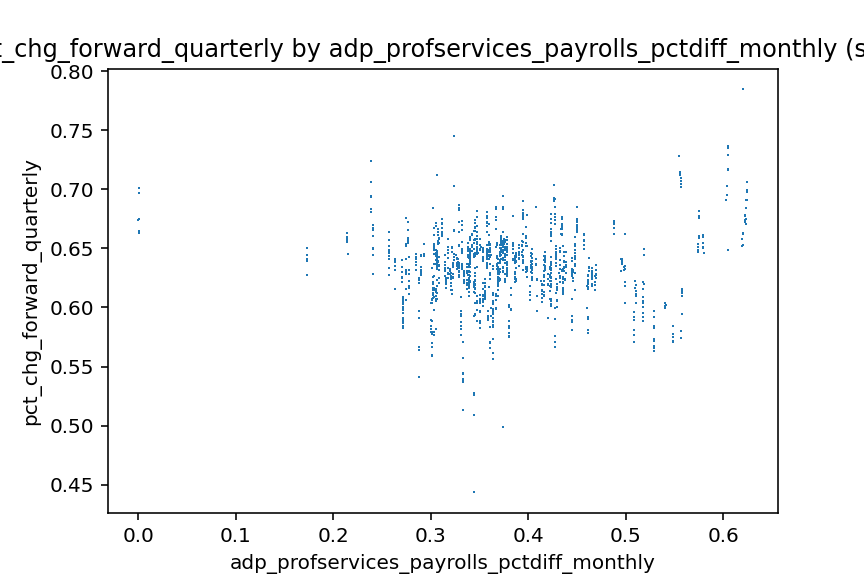 t_chg_forward_quarterly by adp_profservices_payrolls_pctdiff_monthly (s
0.80
0.75
0.70
0.65
0.60
0.55
0.50
0.45
pct_chg_forward_quarterly
0.0 0.1 0.2 0.3 0.4 0.5 0.6
adp_profservices_payrolls_pctdiff_monthly